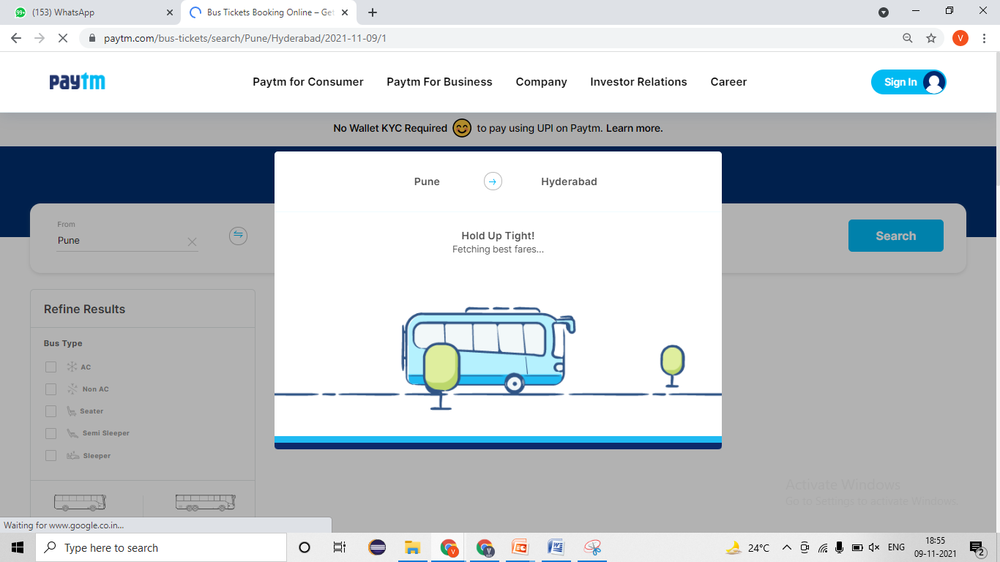 99+
(153) WhatsApp
Bus Tickets Booking Online – Get
paytm.com/bus-tickets/search/Pune/Hyderabad/2021-11-09/1
V
paytm
Paytm for Consumer
Paytm For Business
Company
Investor Relations
Career
Sign In
No Wallet KYC Required to pay using UPI on Paytm. Learn more.
Pune
Hyderabad
From
Pune
Search
Hold Up Tight!
Fetching best fares...
Refine Results
Bus Type
AC
Non AC
Seater
Semi Sleeper
Sleeper
Activate Windows
Go to Settings to activate Windows.
Waiting for www.google.co.in...
Type here to search
24°C
ENG
18:55
09-11-2021
2